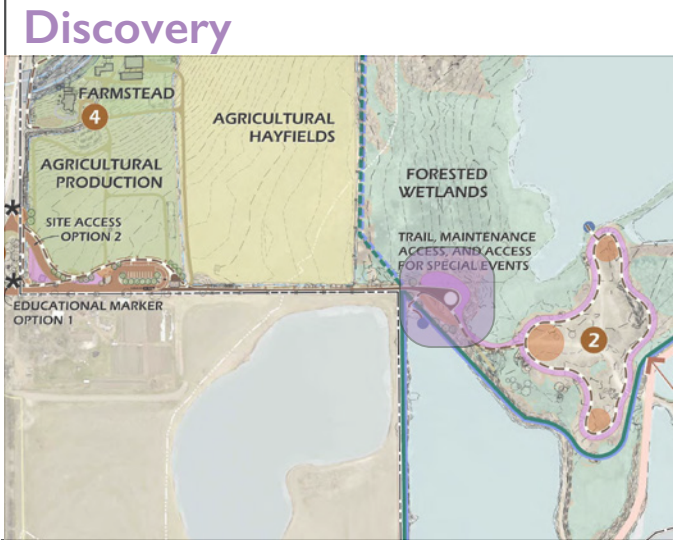 Discovery
FARMSTEAD
4
AGRICULTURAL
HAYFIELDS
AGRICULTURAL
PRODUCTION
FORESTED
WETLANDS
SITE ACCESS
OPTION 2
TRAIL, MAINTENANCE
ACCESS, AND ACCESS
FOR SPECIAL EVENTS
EDUCATIONAL MARKER
OPTION 1
2